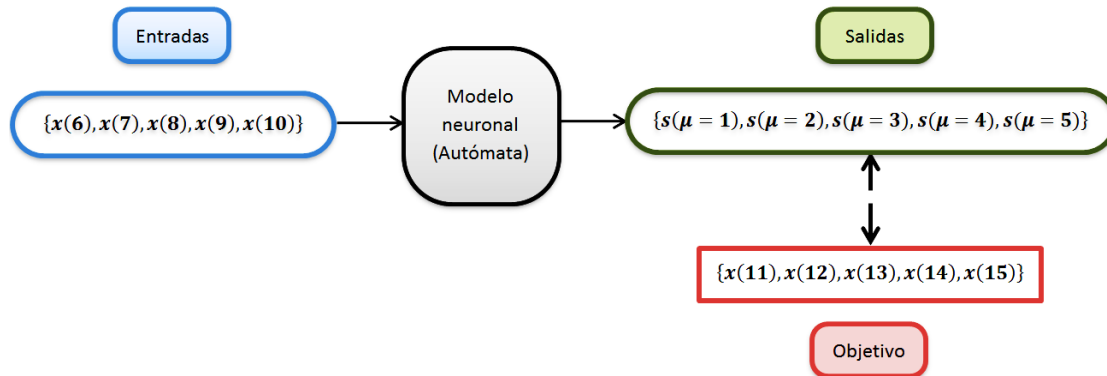 Entradas
Salidas
{x(6), x(7), x(8), x(9), x(10)}
Modelo
neuronal
(Autómata)
{s(μ = 1), s(μ = 2), s(μ = 3), s(μ = 4), s(μ = 5)}
{x(11), x(12), x(13), x(14), x(15)}
Objetivo